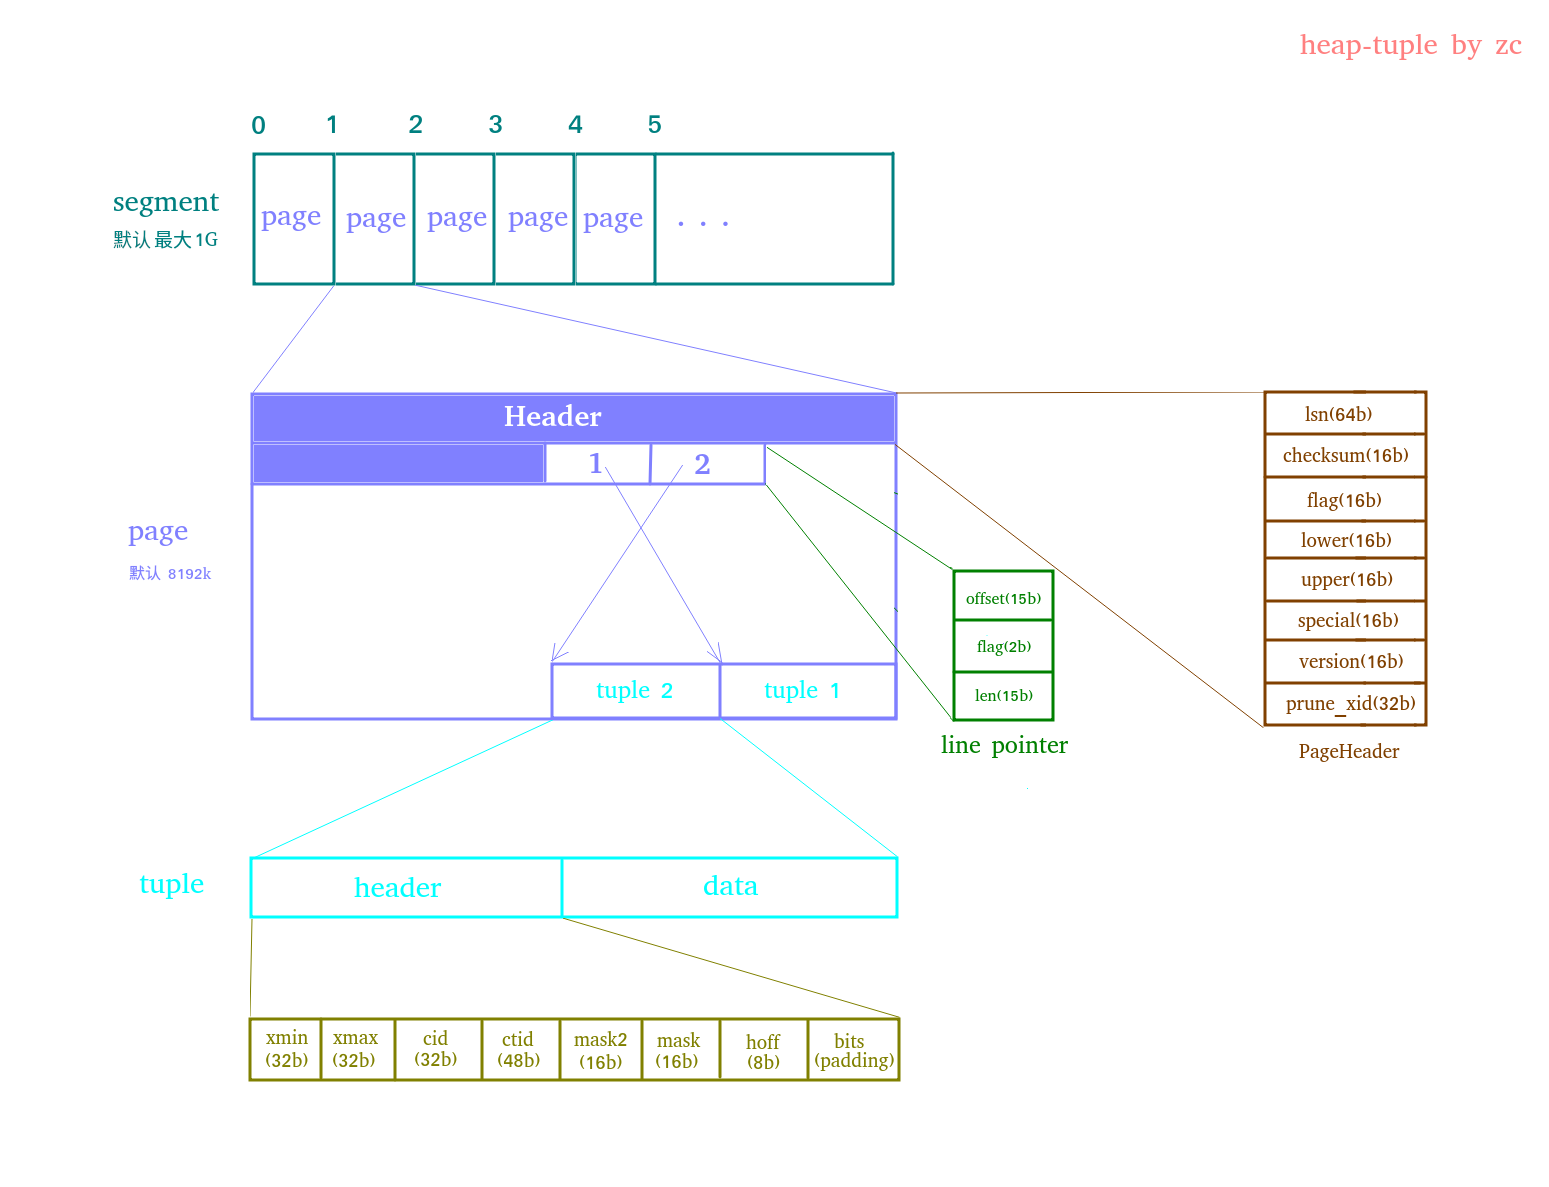 heap-tuple by zc
0 1 2 3 4 5
segment
默认最大1G
page page page page page . . .
Header
1 2
page
默认 8192k
tuple 2 tuple 1
offset(15b)
flag(2b)
len(15b)
line pointer
lsn(64b)
checksum(16b)
flag(16b)
lower(16b)
upper(16b)
special(16b)
version(16b)
prune_xid(32b)
PageHeader
tuple
header data
xmin
(32b)
xmax
(32b)
cid
(32b)
ctid
(48b)
mask2
(16b)
mask
(16b)
hoff
(8b)
bits
(padding)